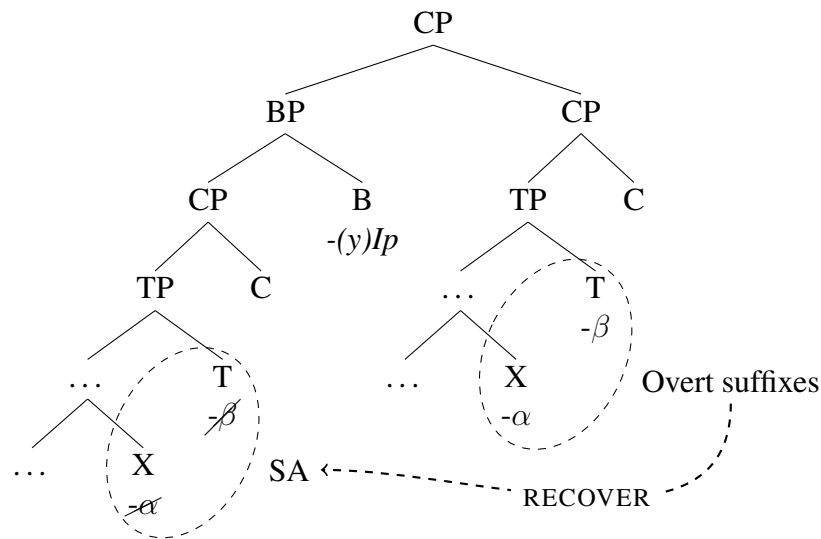 CP
BP CP
CP B TP C
-(y)Ip
TP C … T
-β
… T … X Overt suffixes
-β -α
… X SA
-α RECOVER